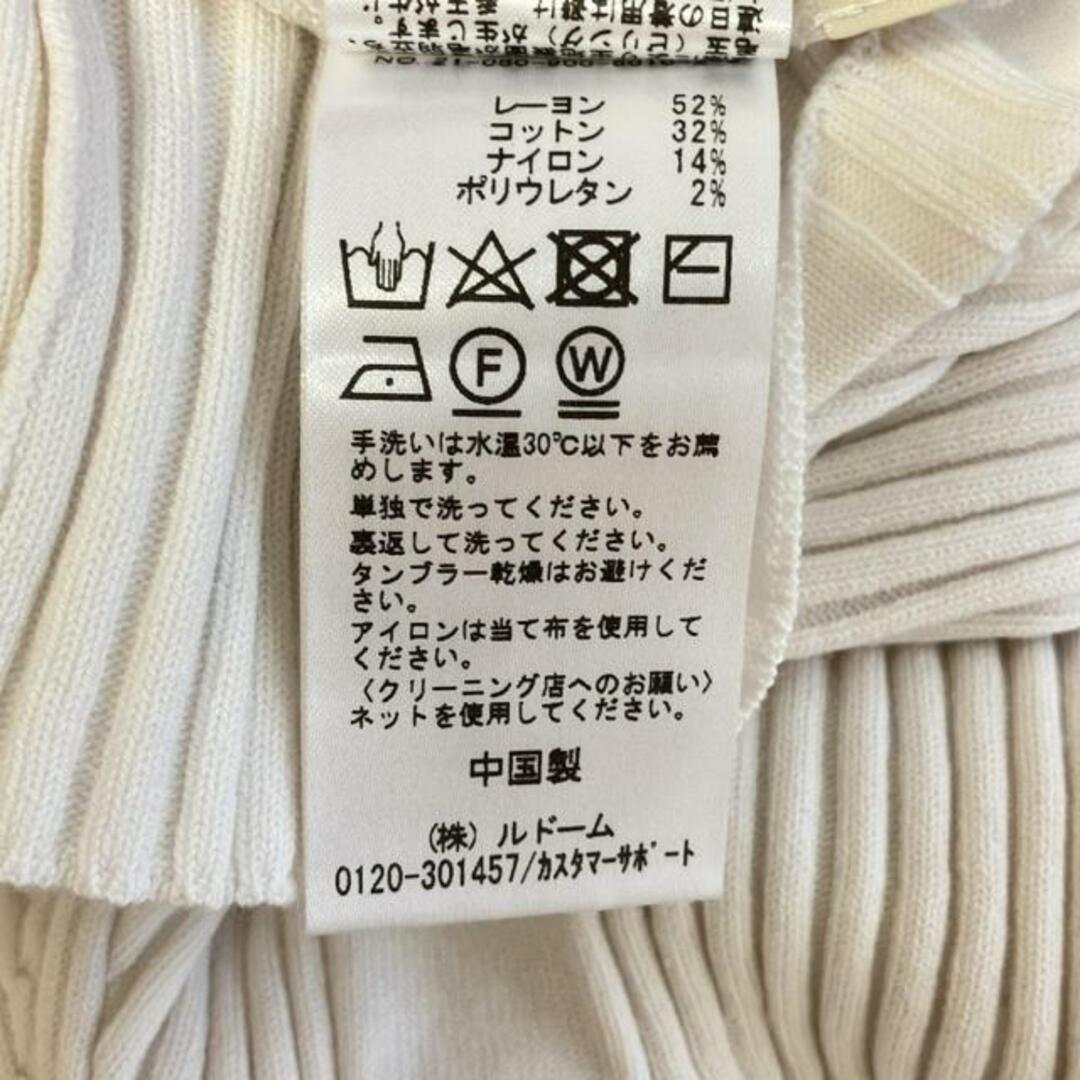 レーヨン 52%
コットン 32%
ナイロン 14%
ポリウレタン 2%
F W
手洗いは水温30℃以下をお薦
めします。
単独で洗ってください。
裏返して洗ってください。
タンブラー乾燥はお避けくだ
さい。
アイロンは当て布を使用して
ください。
〈クリーニング店へのお願い〉
ネットを使用してください。
中国製
(株) ルドーム
0120-301457/カスタマーサポート